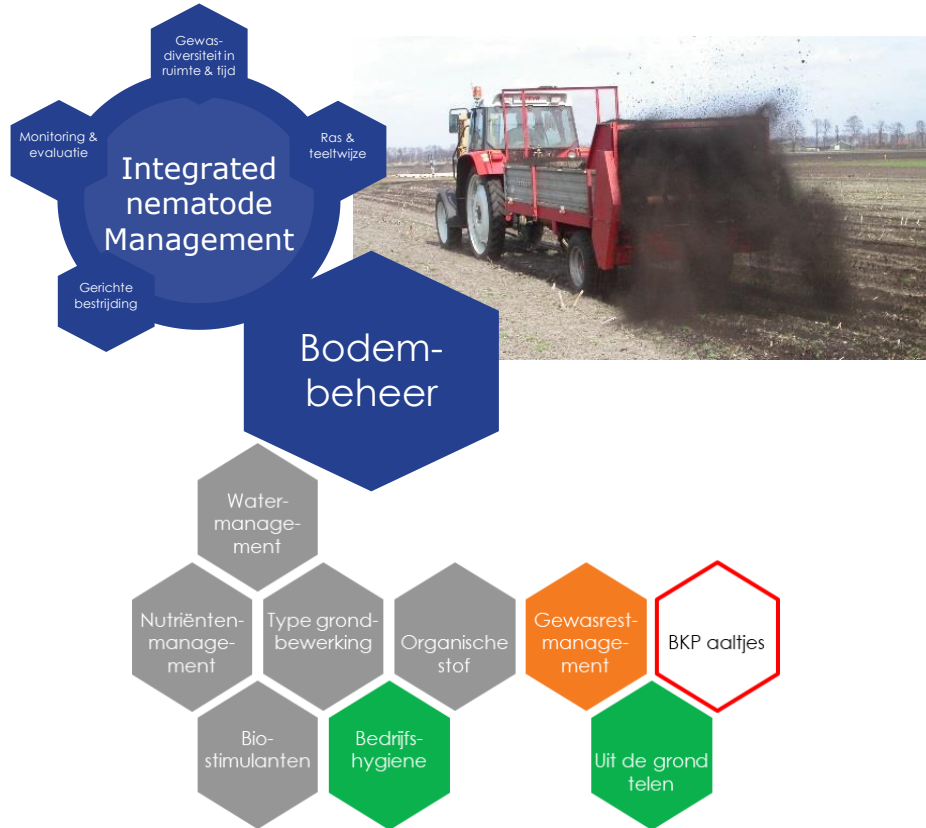 Gewas-
diversiteit in
ruimte & tijd
Monitoring &
evaluatie
Ras &
teeltwijze
Integrated
nematode
Management
Gerichte
bestrijding
Bodem-
beheer
Water-
manage-
ment
Nutriënten-
manage-
ment
Type grond-
bewerking
Organische
stof
Gewasrest-
manage-
ment
BKP aaltjes
Bio-
stimulanten
Bedrijfs-
hygiene
Uit de grond
telen